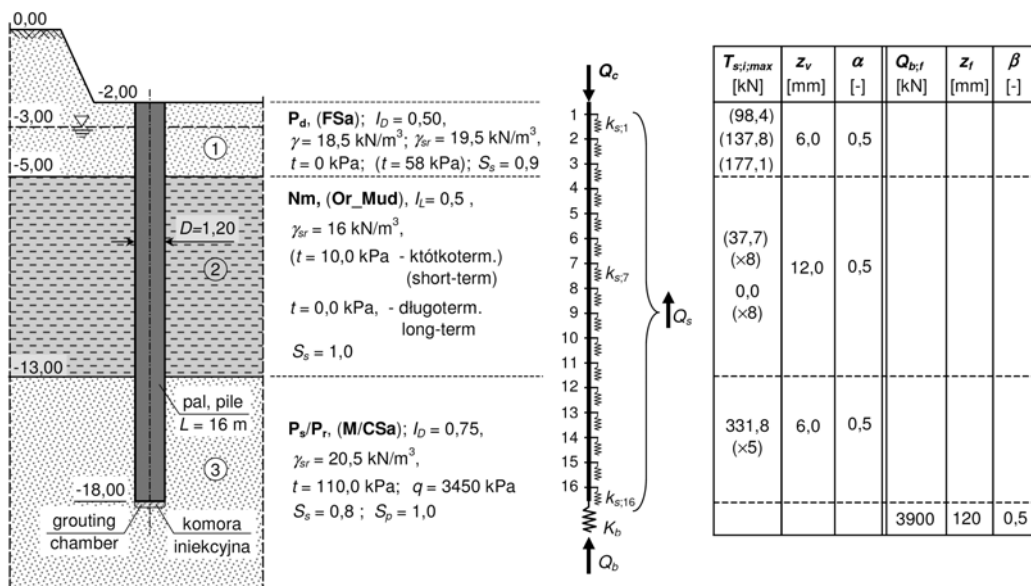 0,00
-2,00
-3,00
-5,00
-13,00
-18,00
1
D=1,20
2
pal, pile
L = 16 m
3
grouting
chamber
komora
iniekcyjna
Pd, (FSa); ID = 0,50,
γ = 18,5 kN/m³; γsr = 19,5 kN/m³,
t = 0 kPa; (t = 58 kPa); Ss = 0,9
Nm, (Or_Mud), IL = 0,5 ,
γsr = 16 kN/m³,
(t = 10,0 kPa - któtkoterm.)
(short-term)
t = 0,0 kPa, - długoterm.
long-term
Ss = 1,0
Ps/Pr, (M/CSa); ID = 0,75,
γsr = 20,5 kN/m³,
t = 110,0 kPa; q = 3450 kPa
Ss = 0,8 ; Sp = 1,0
Qc
1
ks;1
2
3
4
5
6
7
ks;7
8
9
10
11
12
13
14
15
16
ks;16
Kb
Qb
Qs
Ts;i;max zv α Qb;f zf β
[kN] [mm] [-] [kN] [mm] [-]
(98,4)
(137,8) 6,0 0,5
(177,1)
(37,7)
(×8)
12,0 0,5
0,0
(×8)
331,8 6,0 0,5
(×5)
3900 120 0,5